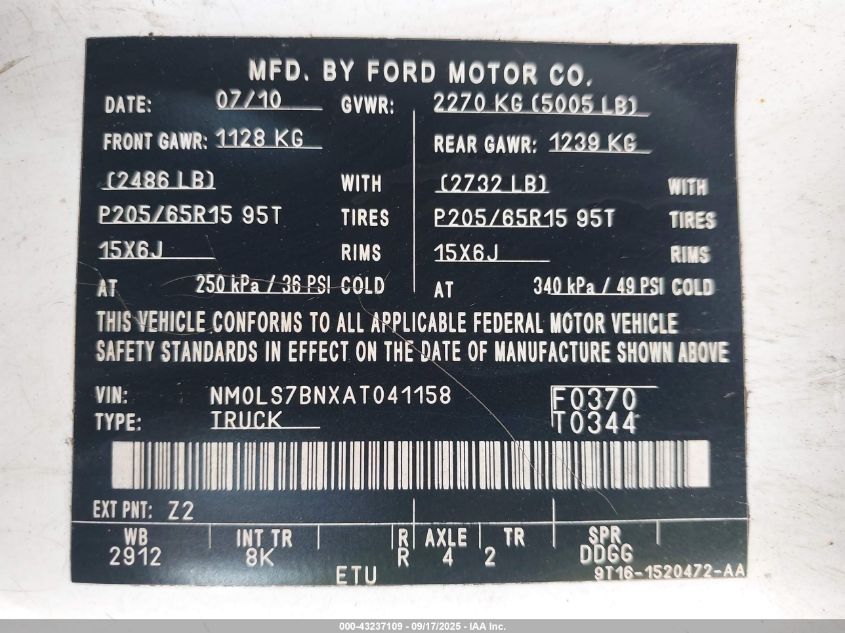 MFD. BY FORD MOTOR CO.
DATE: 07/10 GVWR: 2270 KG (5005 LB)
FRONT GAWR: 1128 KG REAR GAWR: 1239 KG
(2486 LB) WITH (2732 LB) WITH
P205/65R15 95T TIRES P205/65R15 95T TIRES
15X6J RIMS 15X6J RIMS
AT 250 kPa / 36 PSI COLD AT 340 kPa / 49 PSI COLD
THIS VEHICLE CONFORMS TO ALL APPLICABLE FEDERAL MOTOR VEHICLE
SAFETY STANDARDS IN EFFECT ON THE DATE OF MANUFACTURE SHOWN ABOVE
VIN: NM0LS7BNXAT041158 F0370
TYPE: TRUCK T0344
EXT PNT: Z2
WB INT TR R AXLE TR SPR
2912 8K R 4 2 DDGG
ETU 9T16-1520472-AA
000-43237109 - 09/17/2025 - IAA Inc.